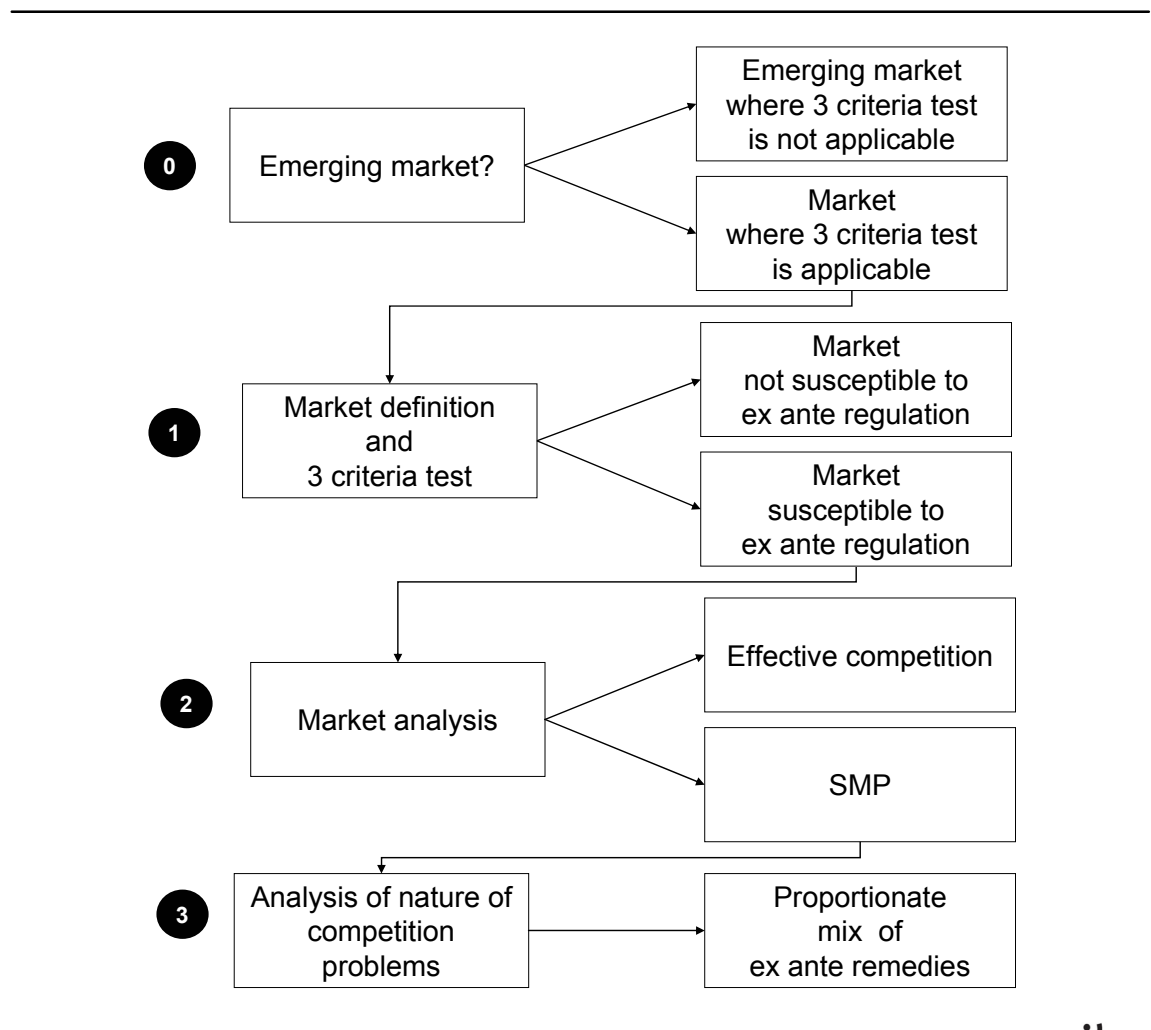 Emerging market
where 3 criteria test
is not applicable
0
Emerging market?
Market
where 3 criteria test
is applicable
Market
not susceptible to
ex ante regulation
1
Market definition
and
3 criteria test
Market
susceptible to
ex ante regulation
Effective competition
2
Market analysis
SMP
3
Analysis of nature of
competition
problems
Proportionate
mix of
ex ante remedies